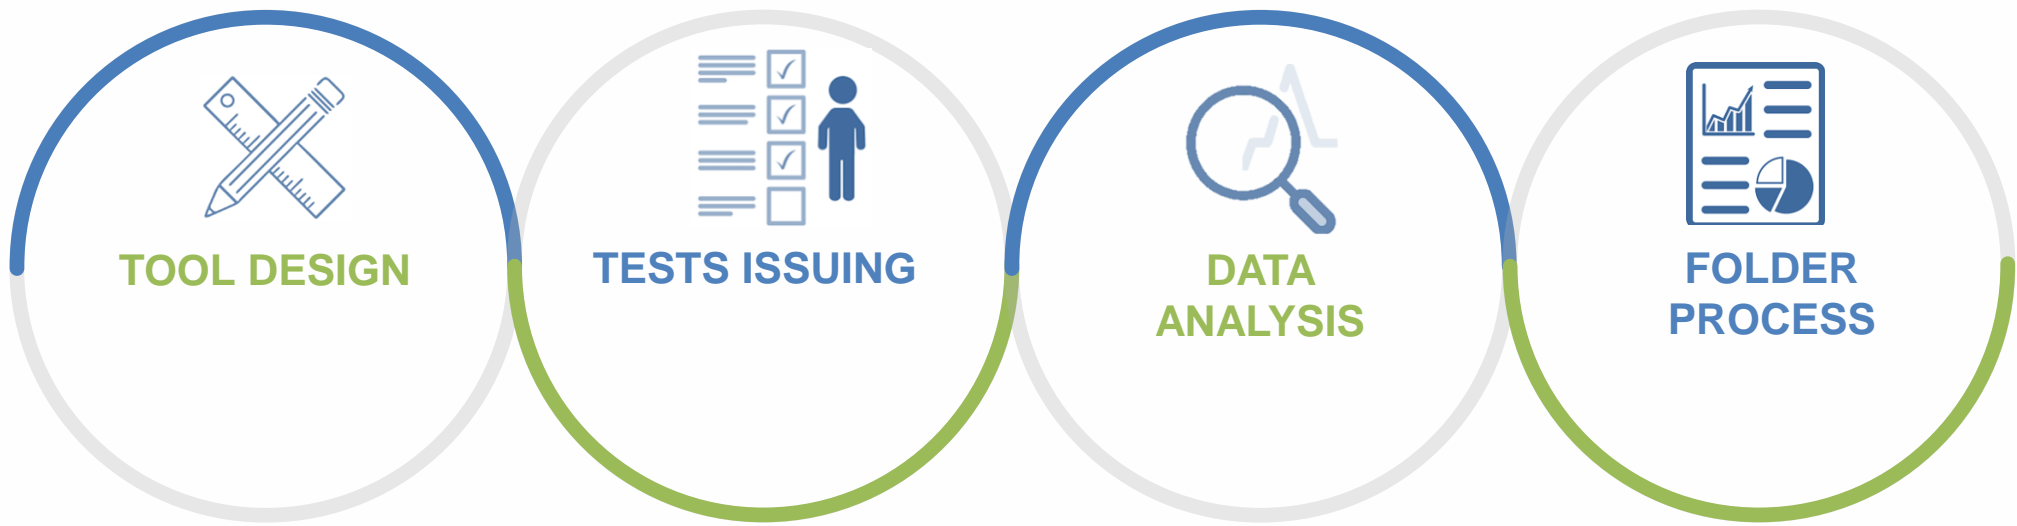 TOOL DESIGN
TESTS ISSUING
DATA
ANALYSIS
FOLDER
PROCESS